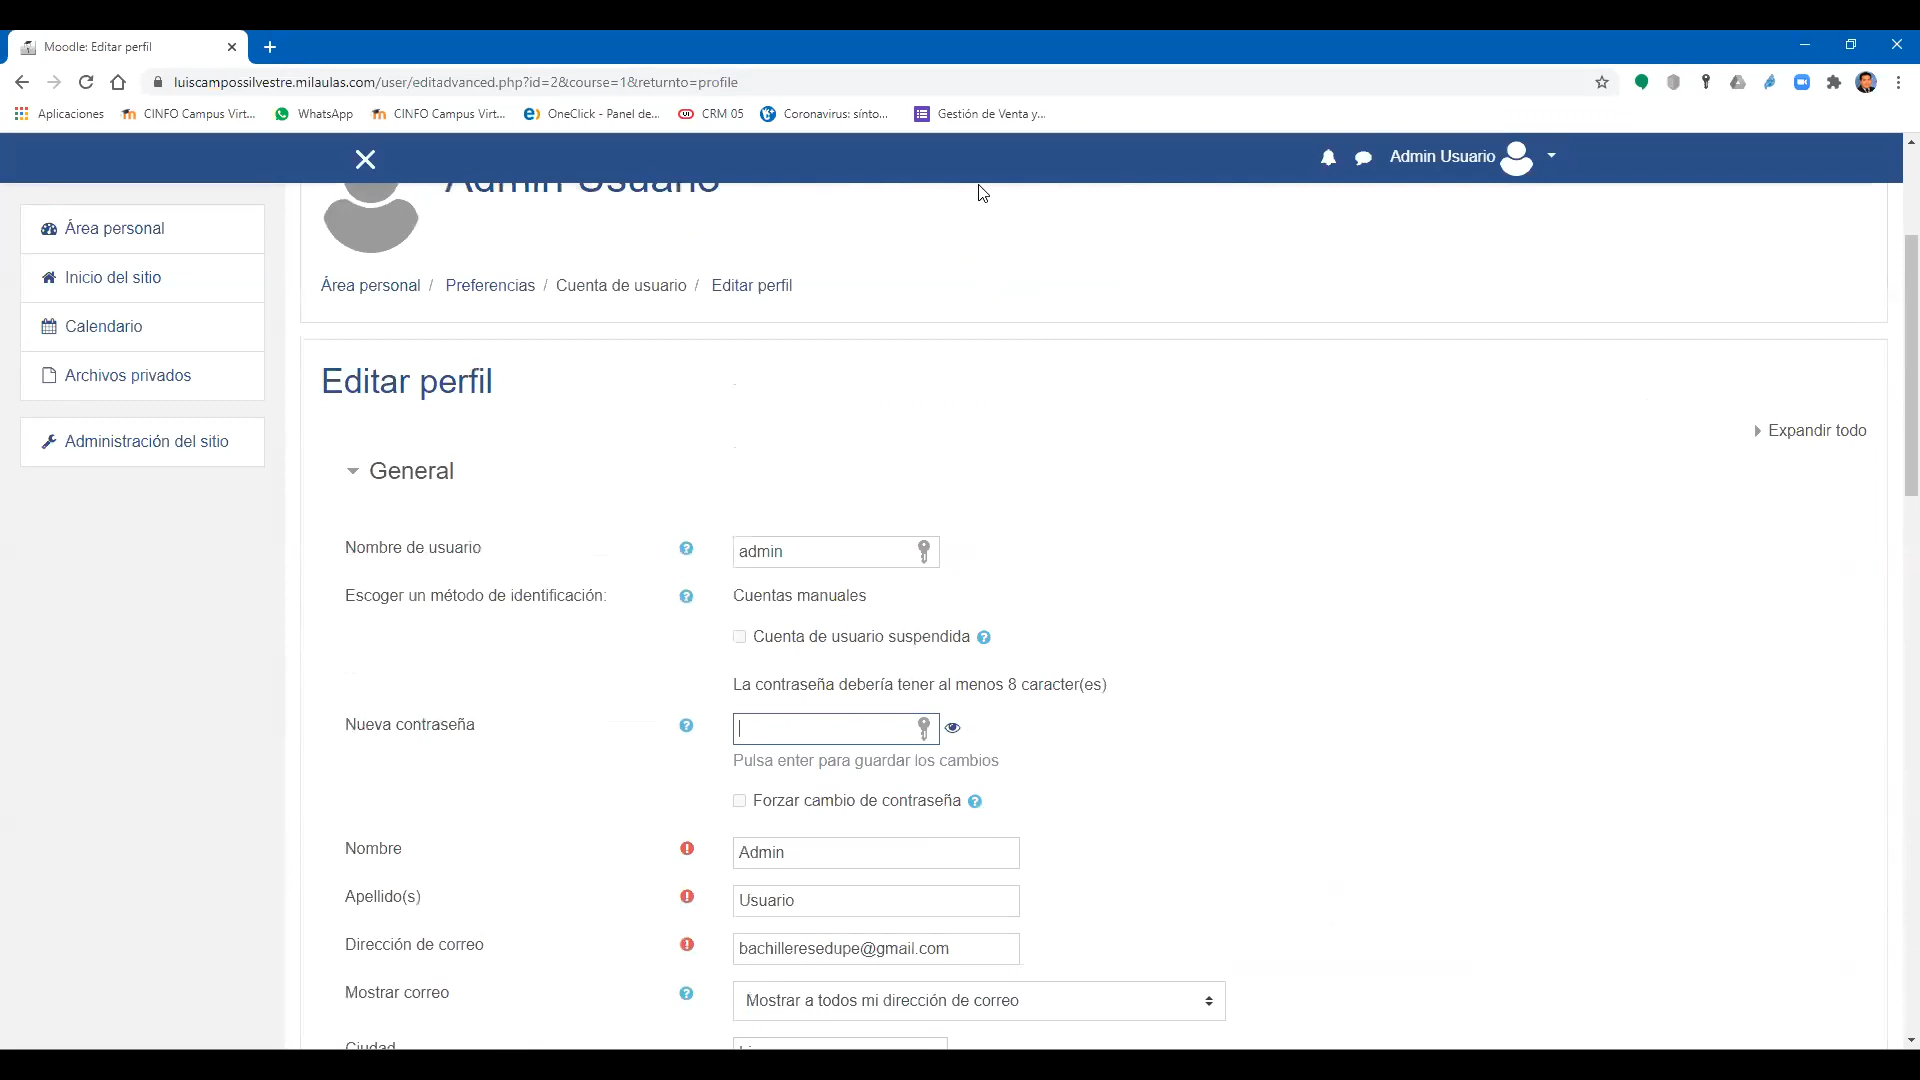 Moodle: Editar perfil
luiscampossilvestre.milaulas.com/user/editadvanced.php?id=2&course=1&returnto=profile
Aplicaciones CINFO Campus Virt... WhatsApp CINFO Campus Virt... OneClick - Panel de... CRM 05 Coronavirus: sínto... Gestión de Venta y...
Admin Usuario
Admin Usuario
Área personal
Inicio del sitio
Calendario
Archivos privados
Administración del sitio
Área personal / Preferencias / Cuenta de usuario / Editar perfil
Editar perfil
Expandir todo
General
Nombre de usuario admin
Escoger un método de identificación: Cuentas manuales
Cuenta de usuario suspendida
La contraseña debería tener al menos 8 caracter(es)
Nueva contraseña
Pulsa enter para guardar los cambios
Forzar cambio de contraseña
Nombre Admin
Apellido(s) Usuario
Dirección de correo bachilleresedupe@gmail.com
Mostrar correo Mostrar a todos mi dirección de correo
Ciudad